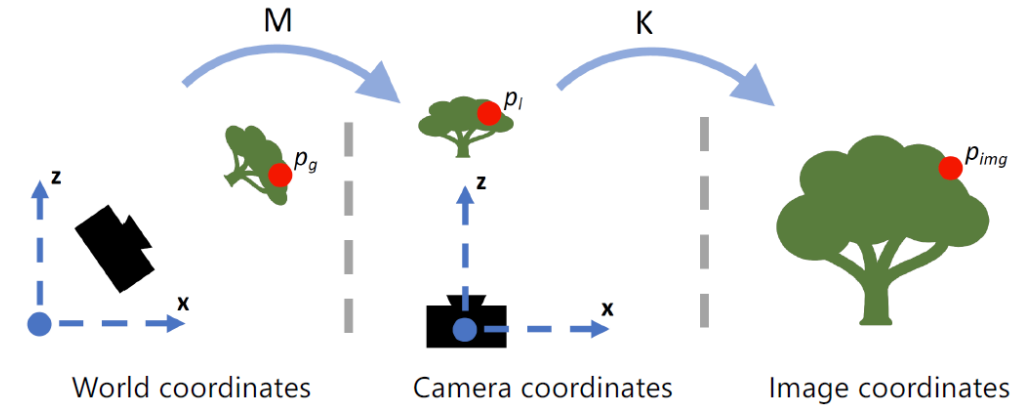 M
K
p_l
p_g
p_img
z
z
x
x
World coordinates
Camera coordinates
Image coordinates